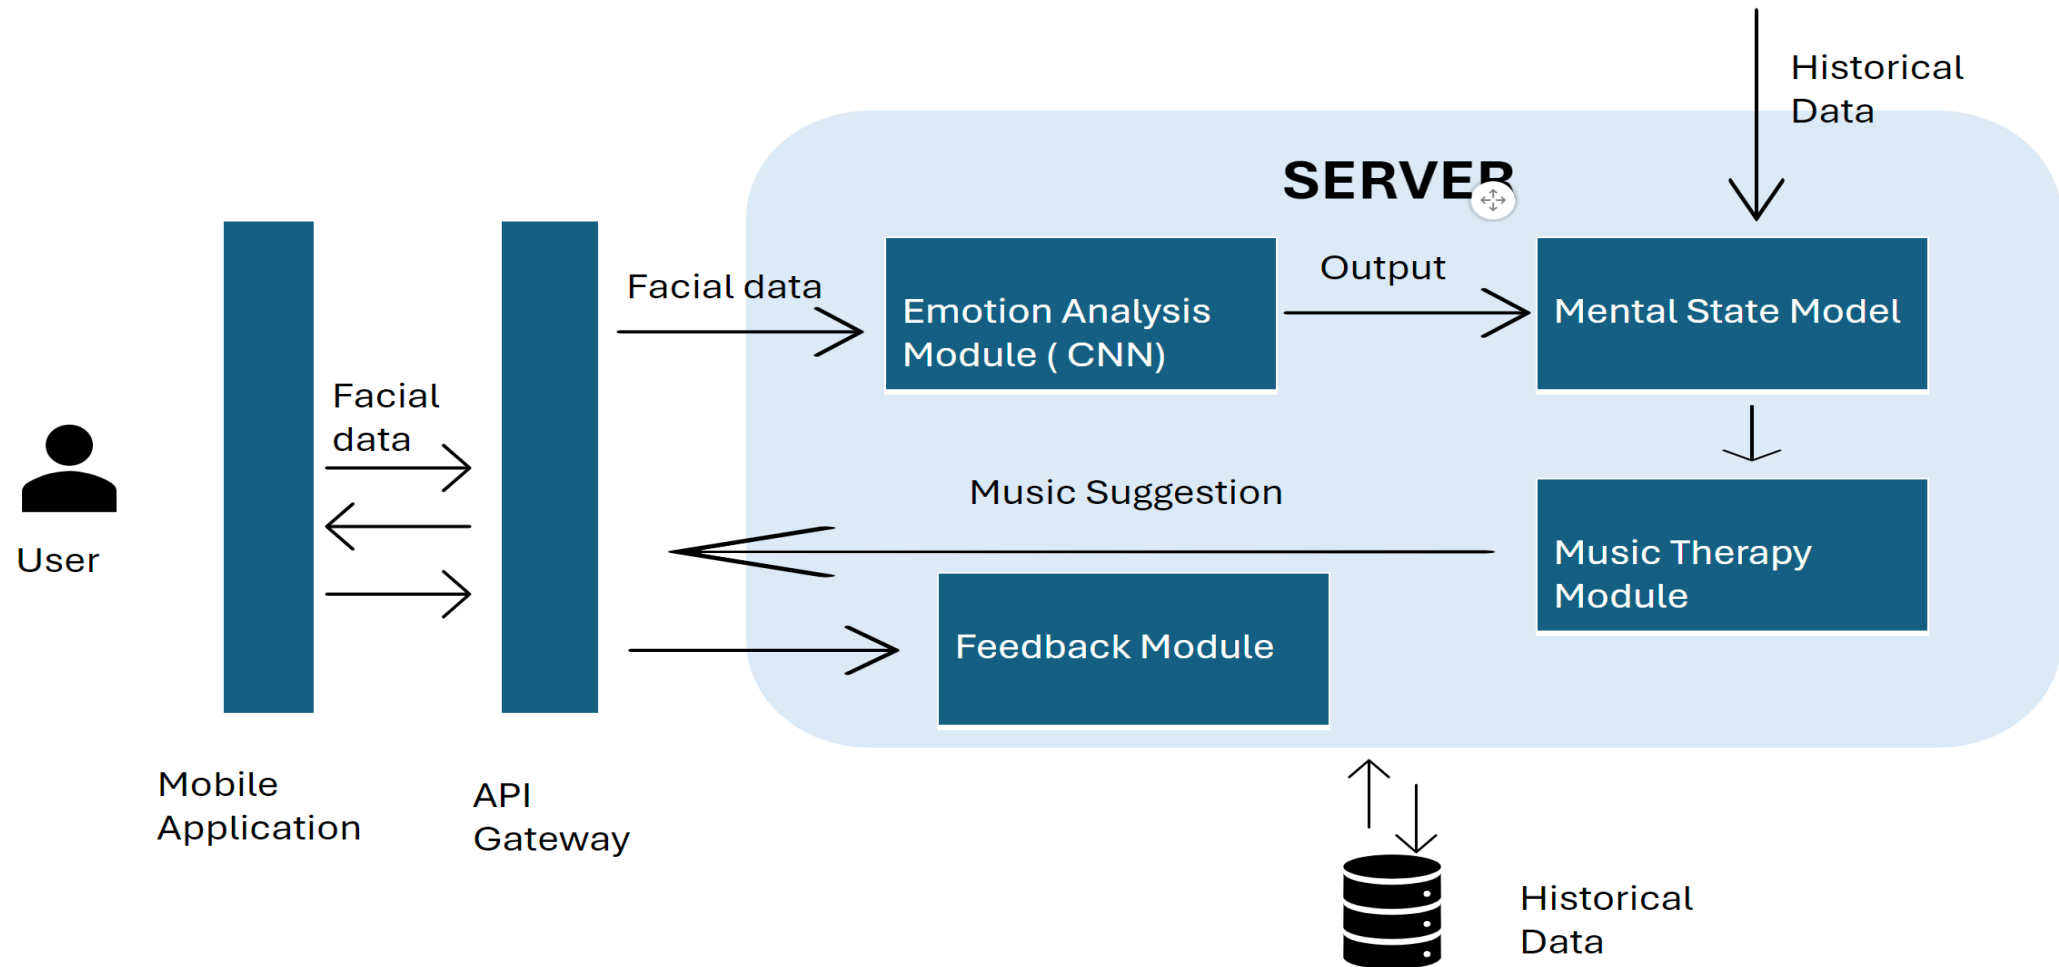 Historical
Data
SERVER
Facial data
Emotion Analysis
Module ( CNN)
Output
Mental State Model
Facial
data
User
Music Suggestion
Music Therapy
Module
Feedback Module
Mobile
Application
API
Gateway
Historical
Data